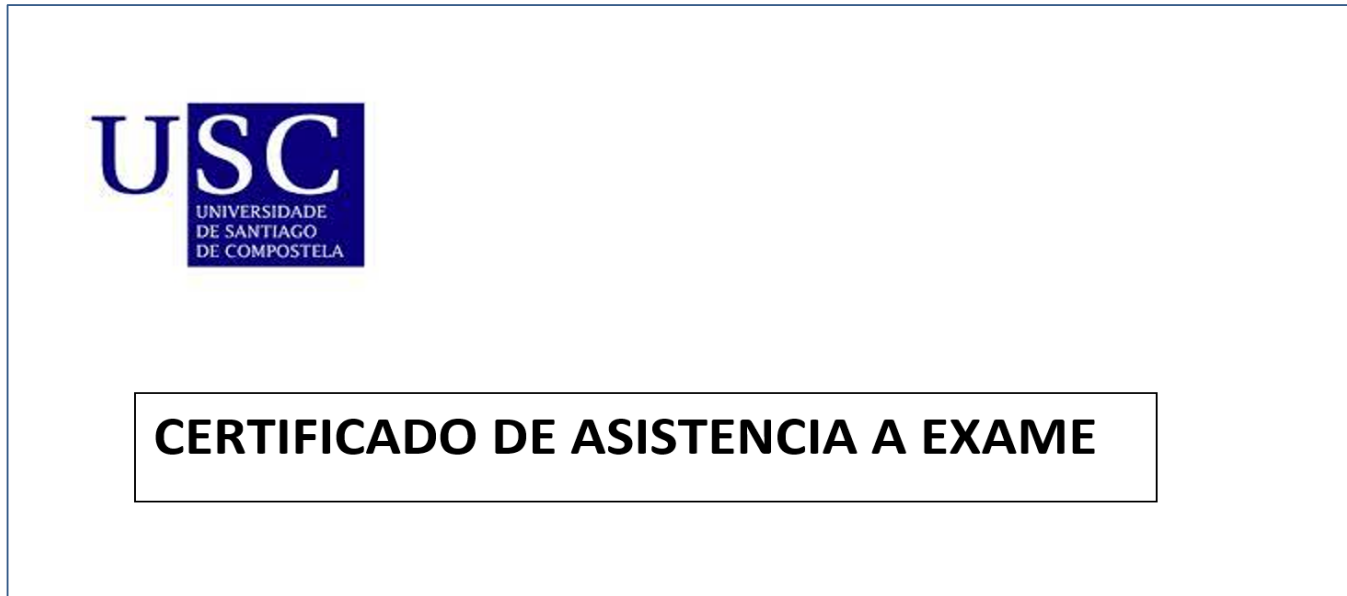 USC
UNIVERSIDADE
DE SANTIAGO
DE COMPOSTELA
CERTIFICADO DE ASISTENCIA A EXAME